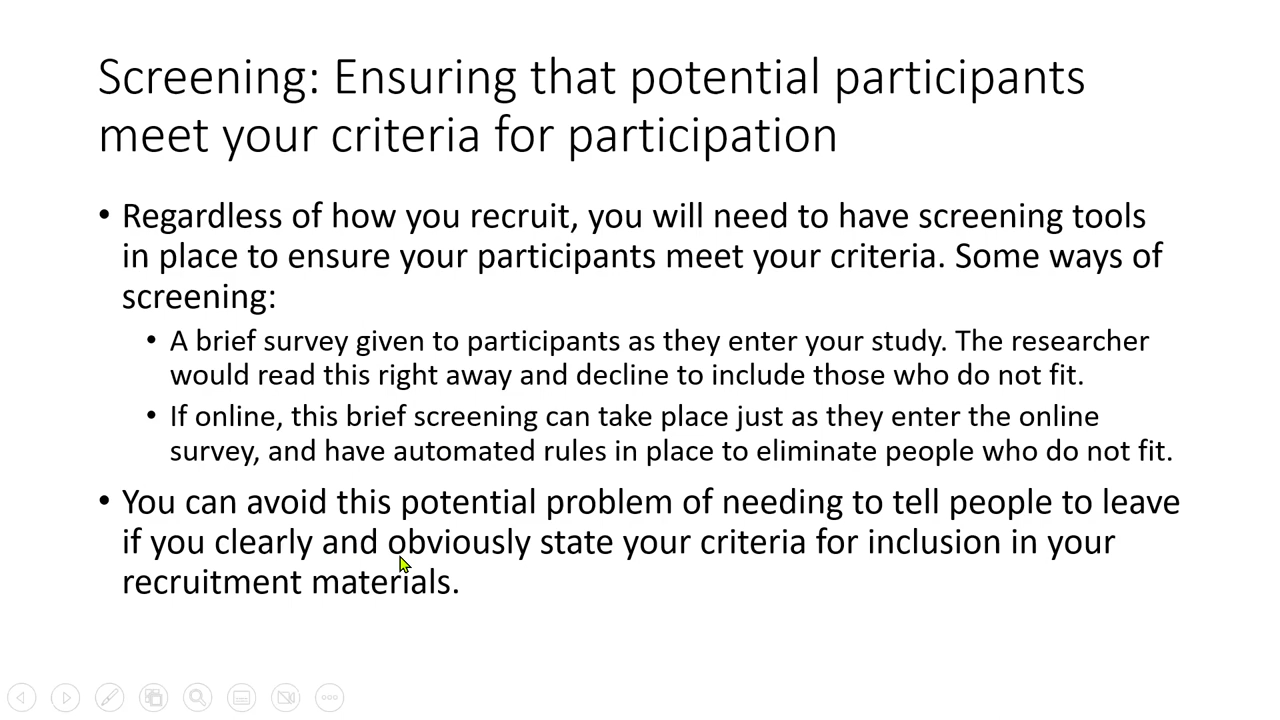 Screening: Ensuring that potential participants
meet your criteria for participation
• Regardless of how you recruit, you will need to have screening tools
in place to ensure your participants meet your criteria. Some ways of
screening:
• A brief survey given to participants as they enter your study. The researcher
would read this right away and decline to include those who do not fit.
• If online, this brief screening can take place just as they enter the online
survey, and have automated rules in place to eliminate people who do not fit.
• You can avoid this potential problem of needing to tell people to leave
if you clearly and obviously state your criteria for inclusion in your
recruitment materials.